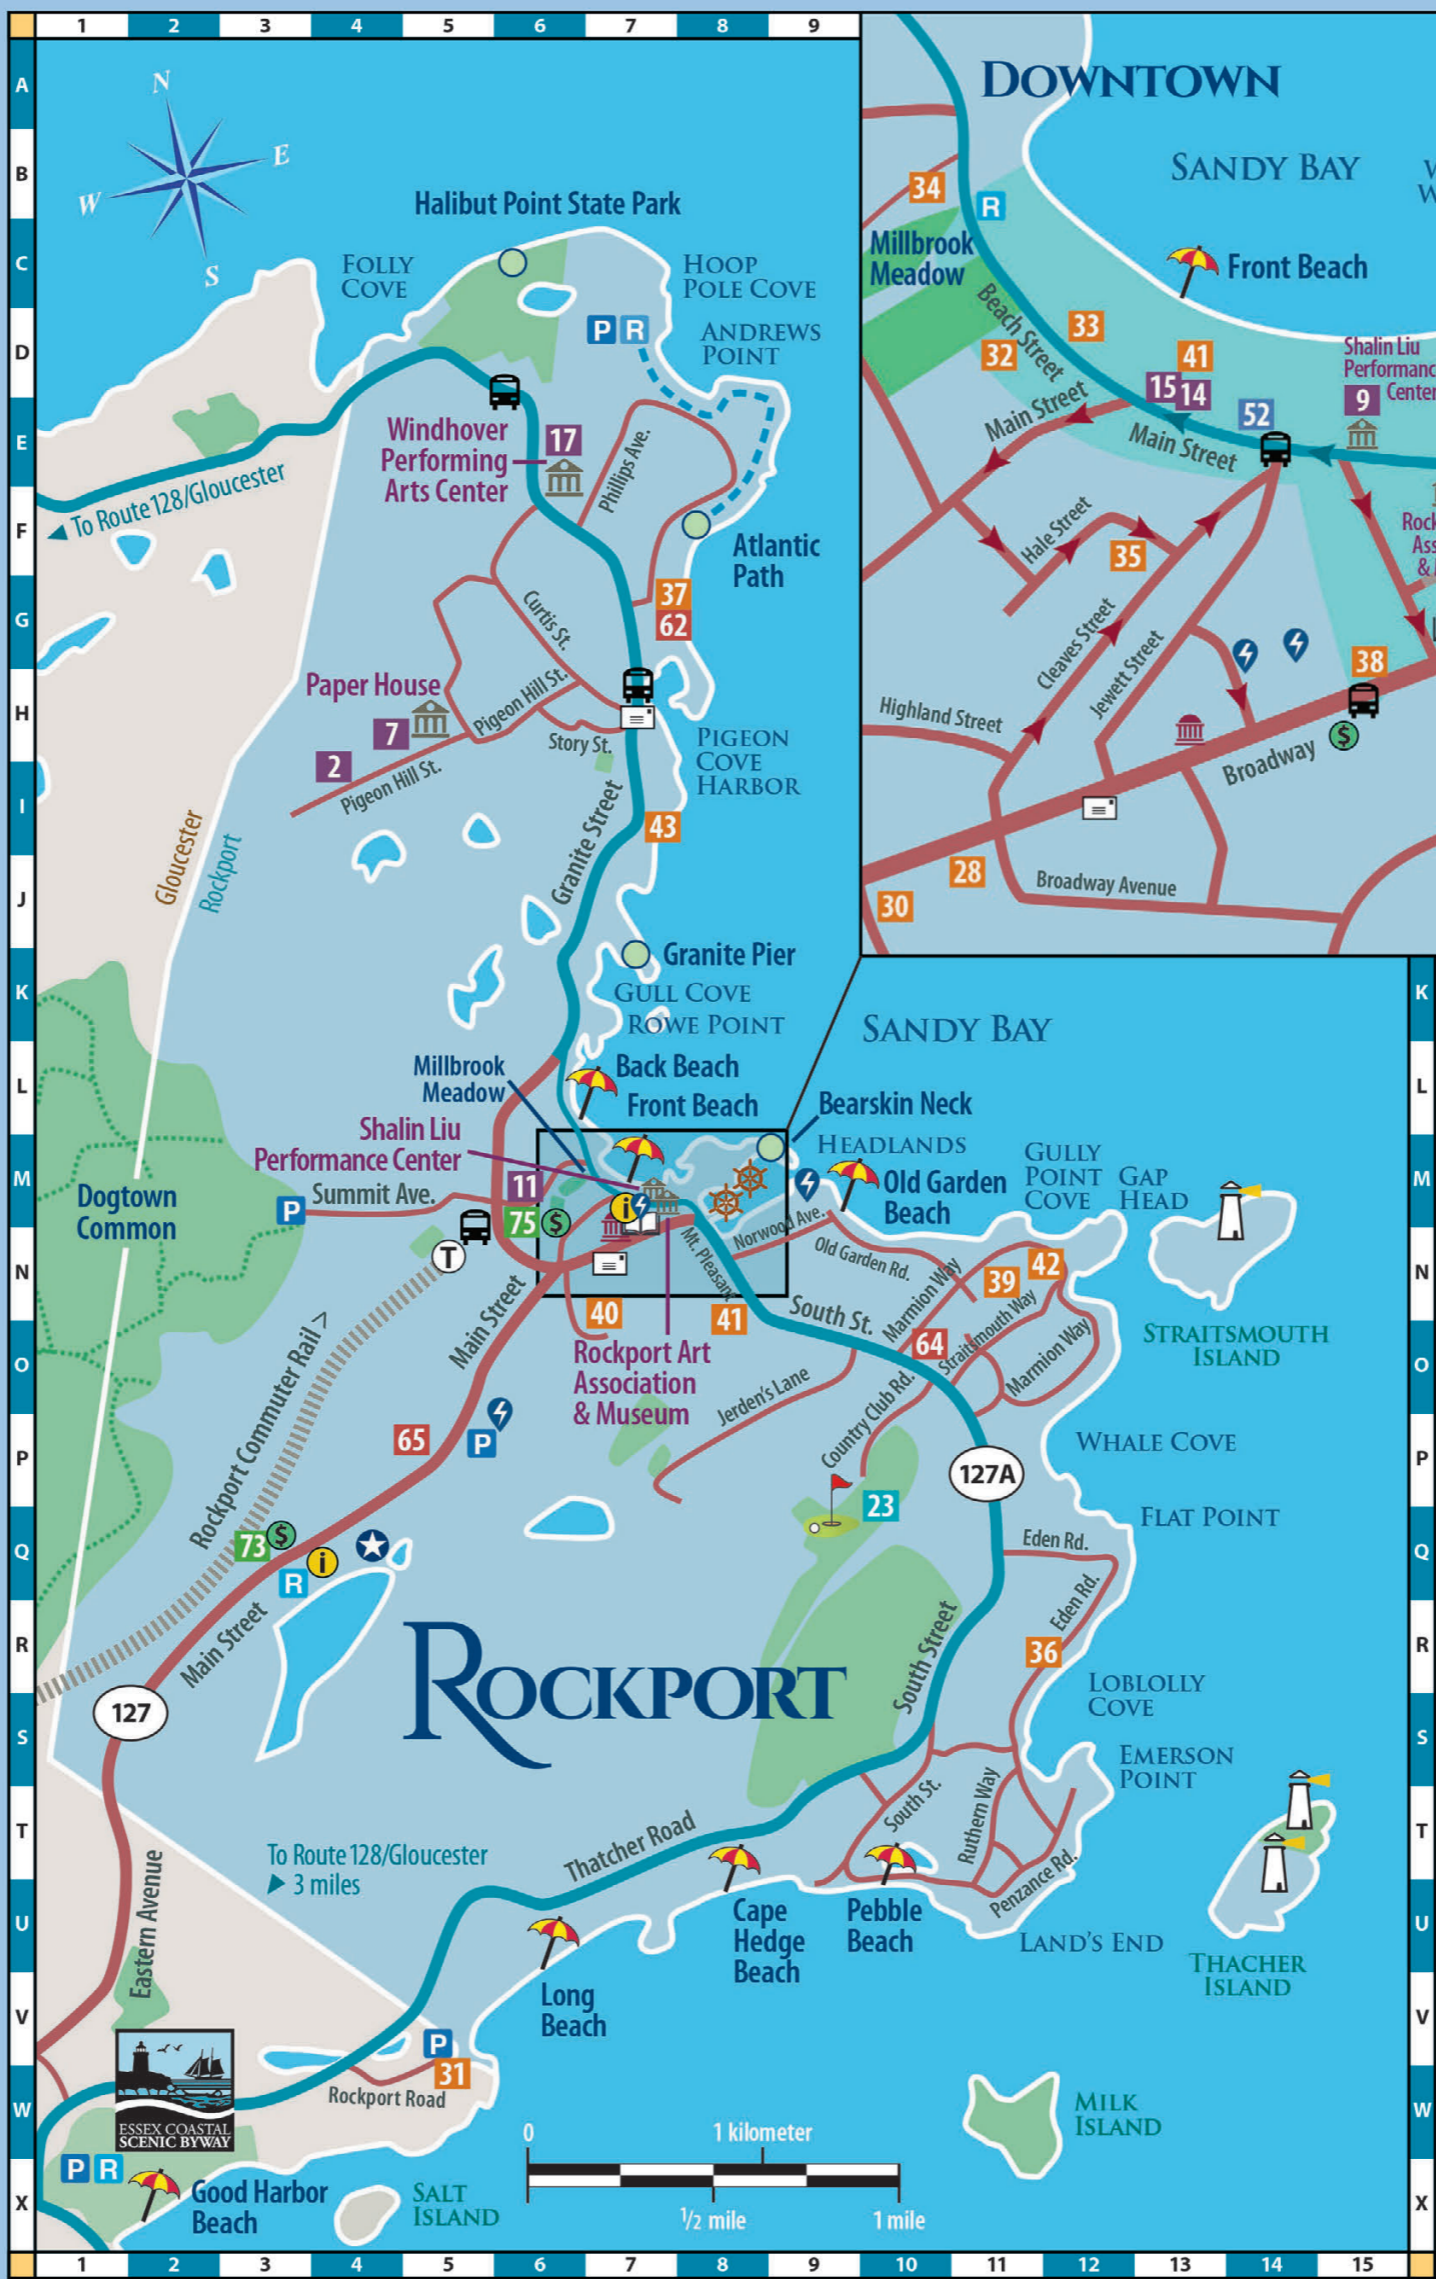 1 2 3 4 5 6 7 8 9
A
B
C
D
E
F
G
H
I
J
K
L
M
N
O
P
Q
R
S
T
U
V
W
X
N
E
W
S
Halibut Point State Park
FOLLY
COVE
HOOP
POLE COVE
P R
ANDREWS
POINT
Windhover
Performing
Arts Center
17
Phillips Ave.
To Route 128/Gloucester
Atlantic
Path
37
62
Curtis St.
Paper House
7
2
Pigeon Hill St.
Pigeon Hill St.
Story St.
PIGEON
COVE
HARBOR
Granite Street
43
Gloucester
Rockport
Granite Pier
GULL COVE
ROWE POINT
SANDY BAY
Millbrook
Meadow
Back Beach
Front Beach
Bearskin Neck
Shalin Liu
Performance Center
HEADLANDS
GULLY
POINT
COVE
GAP
HEAD
Dogtown
Common
P
Summit Ave.
11
75
$
i
Old Garden
Beach
Norwood Ave.
Mt. Pleasant
Old Garden Rd.
T
Main Street
40
41
South St.
Marmion Way
39
42
Straitsmouth Way
Marmion Way
64
STRAITSMOUTH
ISLAND
Rockport Art
Association
& Museum
Jerden's Lane
Country Club Rd.
Rockport Commuter Rail >
65
P
127A
WHALE COVE
23
FLAT POINT
73
$
i
R
Eden Rd.
Eden Rd.
Main Street
ROCKPORT
South Street
36
LOBLOLLY
COVE
127
EMERSON
POINT
South St.
Ruthern Way
Penzance Rd.
To Route 128/Gloucester
3 miles
Thatcher Road
Eastern Avenue
Cape
Hedge
Beach
Pebble
Beach
LAND'S END
THACHER
ISLAND
Long
Beach
P
31
Rockport Road
ESSEX COASTAL
SCENIC BYWAY
MILK
ISLAND
P R
Good Harbor
Beach
SALT
ISLAND
0
1 kilometer
1/2 mile
1 mile
DOWNTOWN
SANDY BAY
34
R
Millbrook
Meadow
Front Beach
Beach Street
33
32
41
15
14
52
Shalin Liu
9
Main Street
Main Street
Hale Street
35
Cleaves Street
Jewett Street
38
$
Highland Street
Broadway
28
30
Broadway Avenue
K
L
M
N
O
P
Q
R
S
T
U
V
W
X
1 2 3 4 5 6 7 8 9 10 11 12 13 14 15